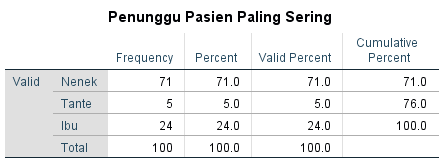 Penunggu Pasien Paling Sering
Frequency Percent Valid Percent Cumulative Percent
Valid Nenek 71 71.0 71.0 71.0
Tante 5 5.0 5.0 76.0
Ibu 24 24.0 24.0 100.0
Total 100 100.0 100.0